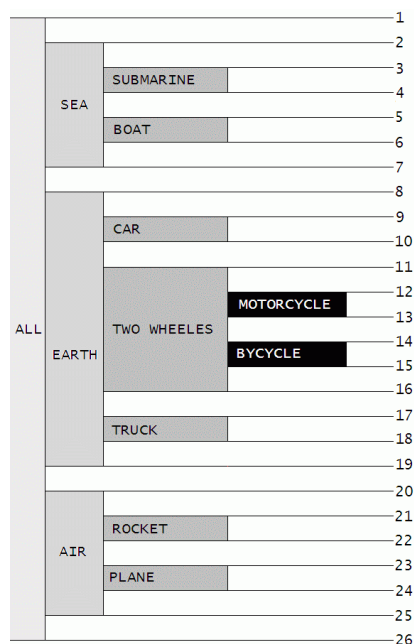 1
2
SUBMARINE 3
4
SEA
BOAT 5
6
7
8
CAR 9
10
11
MOTORCYCLE 12
13
ALL
TWO WHEELES
BYCYCLE 14
15
EARTH
16
TRUCK 17
18
19
20
ROCKET 21
22
AIR
PLANE 23
24
25
26